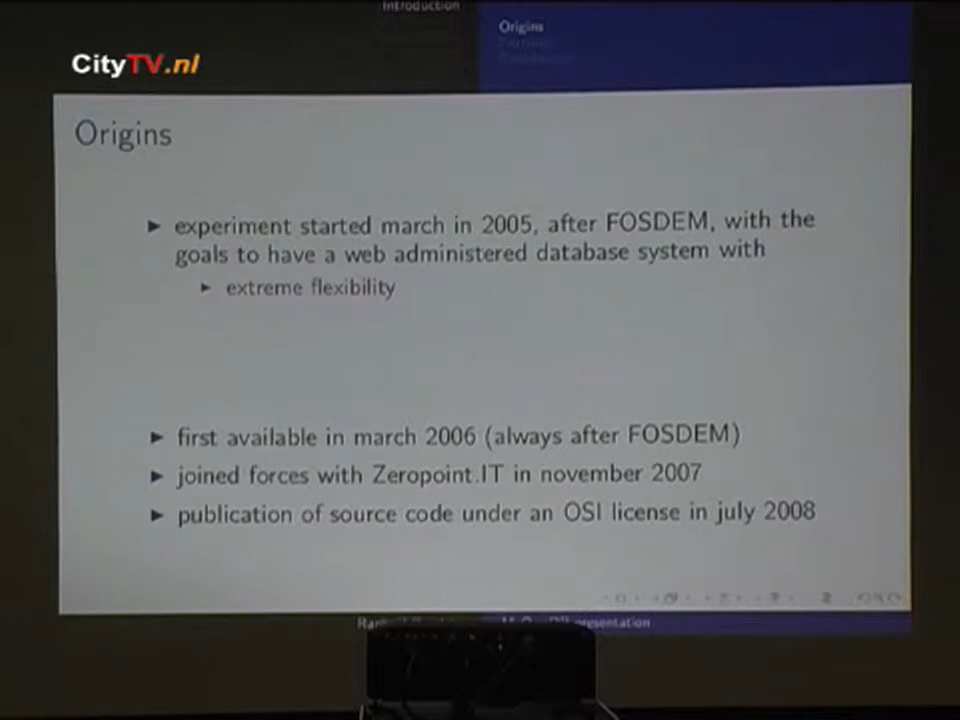 Introduction
Origins
CityTV.nl
Origins
experiment started march in 2005, after FOSDEM, with the
goals to have a web administered database system with
extreme flexibility
first available in march 2006 (always after FOSDEM)
joined forces with Zeropoint.IT in november 2007
publication of source code under an OSI license in july 2008
presentation